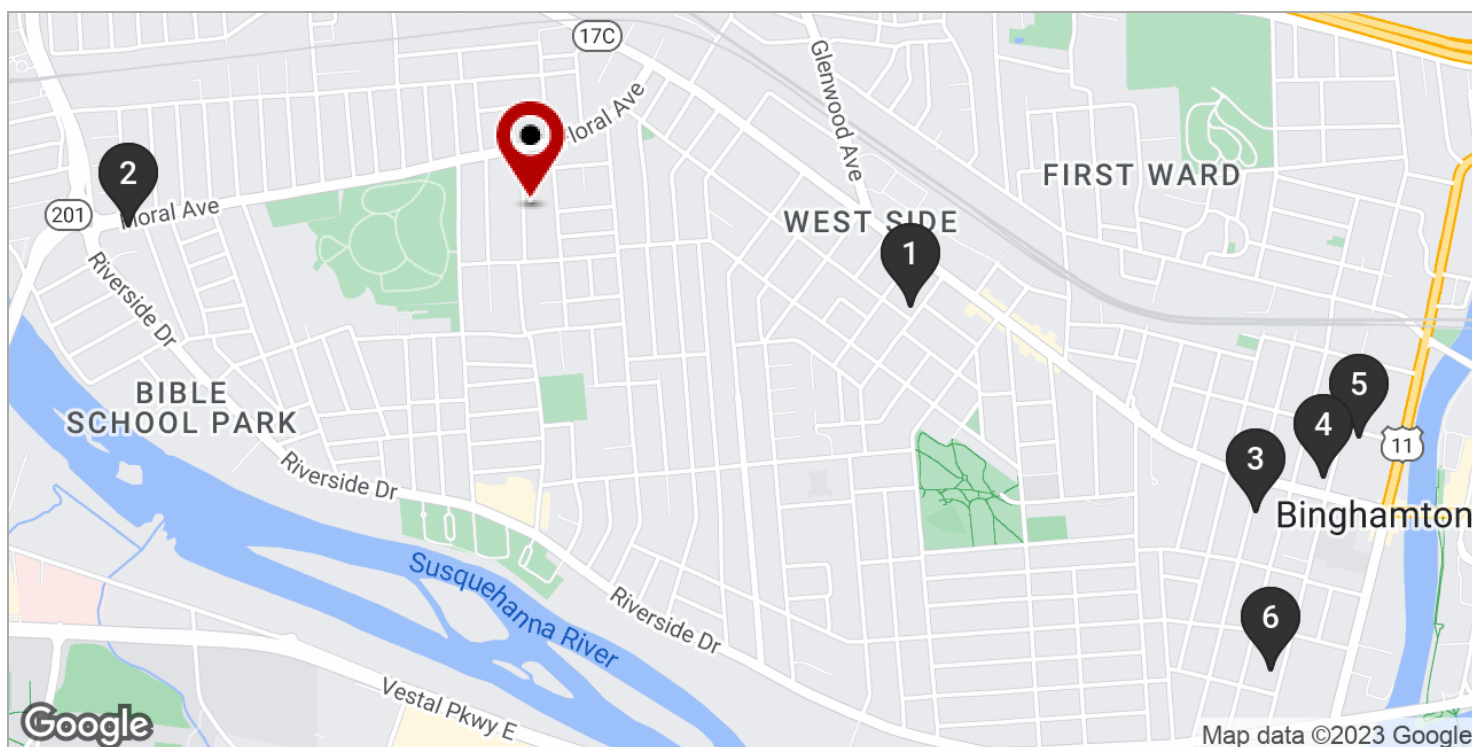 17C
Glenwood Ave
Floral Ave
FIRST WARD
2
201
Floral Ave
WEST SIDE
1
Riverside Dr
BIBLE
SCHOOL PARK
5
4
11
3
Riverside Dr
Binghamton
Susquehanna River
Riverside Dr
6
Vestal Pkwy E
Google
Map data ©2023 Google